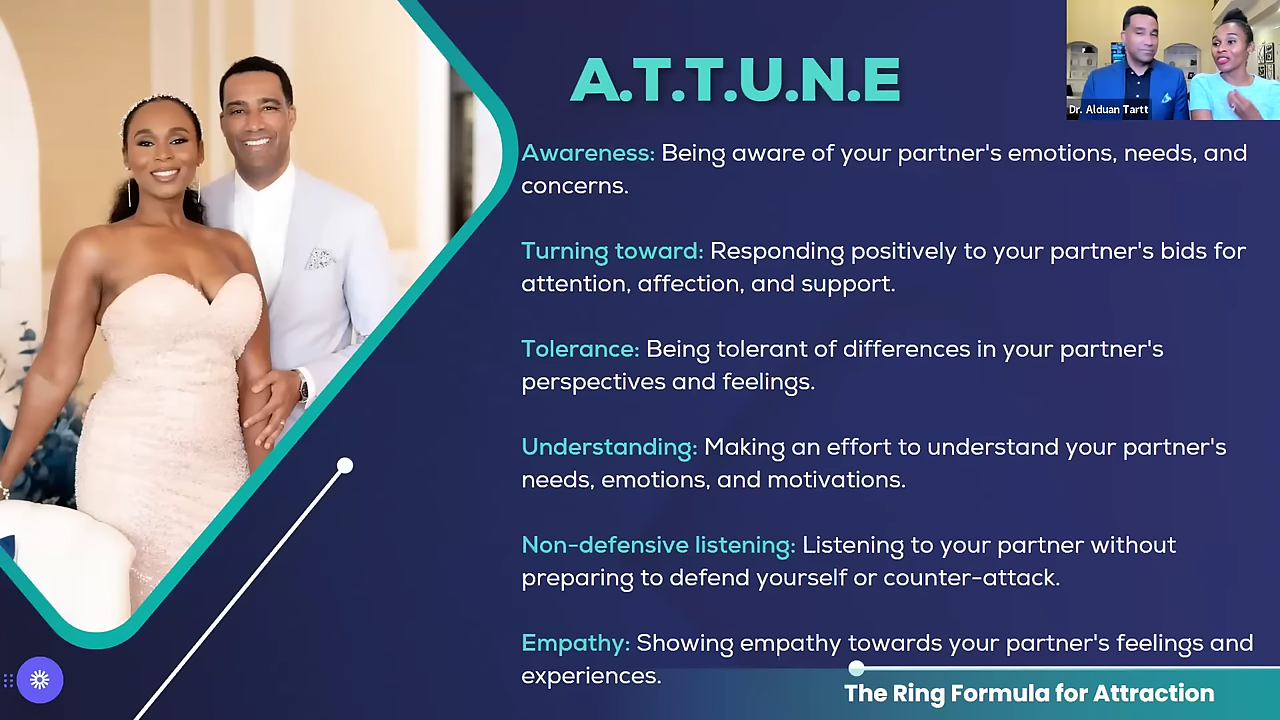 A.T.T.U.N.E
Dr. Alduan Tartt
Awareness: Being aware of your partner's emotions, needs, and
concerns.
Turning toward: Responding positively to your partner's bids for
attention, affection, and support.
Tolerance: Being tolerant of differences in your partner's
perspectives and feelings.
Understanding: Making an effort to understand your partner's
needs, emotions, and motivations.
Non-defensive listening: Listening to your partner without
preparing to defend yourself or counter-attack.
Empathy: Showing empathy towards your partner's feelings and
experiences.
The Ring Formula for Attraction